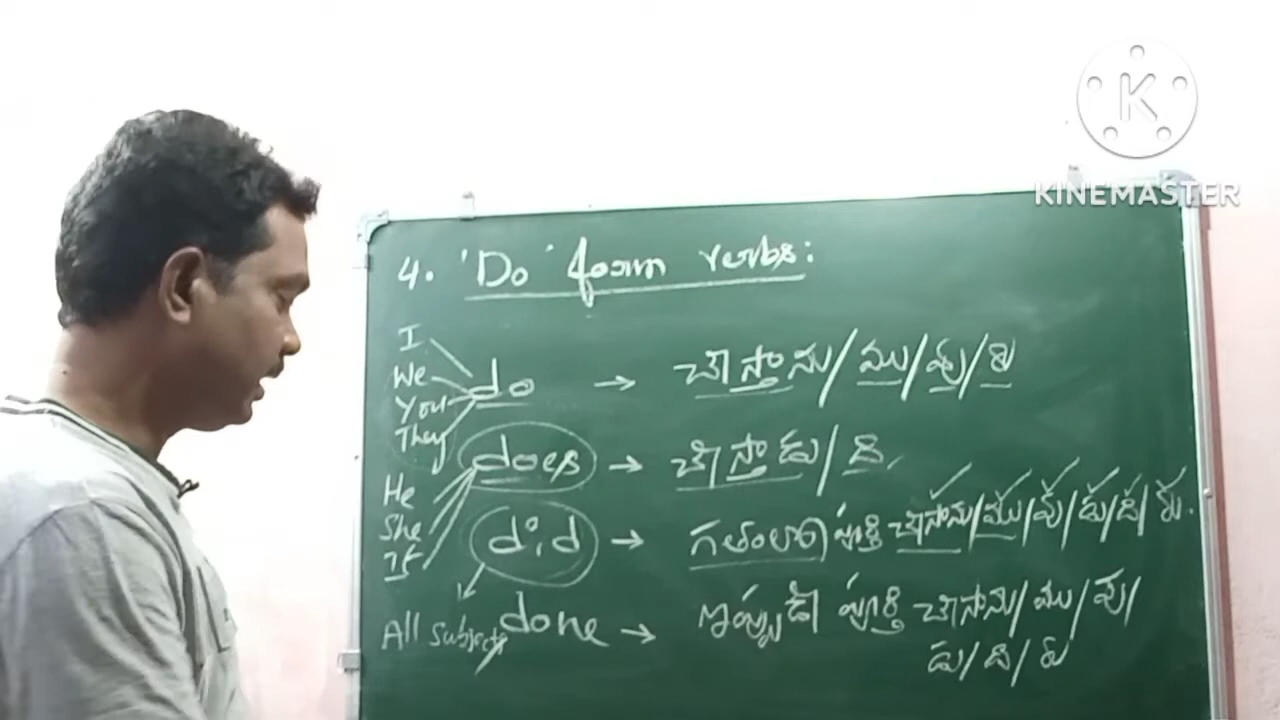 K
KINEMASTER
4. 'Do' form verbs:
I
We
You
They
do → చేస్తాను/ము/వు/రు
does → చేస్తాడు/ది.
He
She
It
did → గతంలో పూర్తి చేసాను/ము/వు/డు/ది/రు.
All Subjects
done → ఇప్పుడే పూర్తి చేసాను/ము/వు/
డు/ది/రు